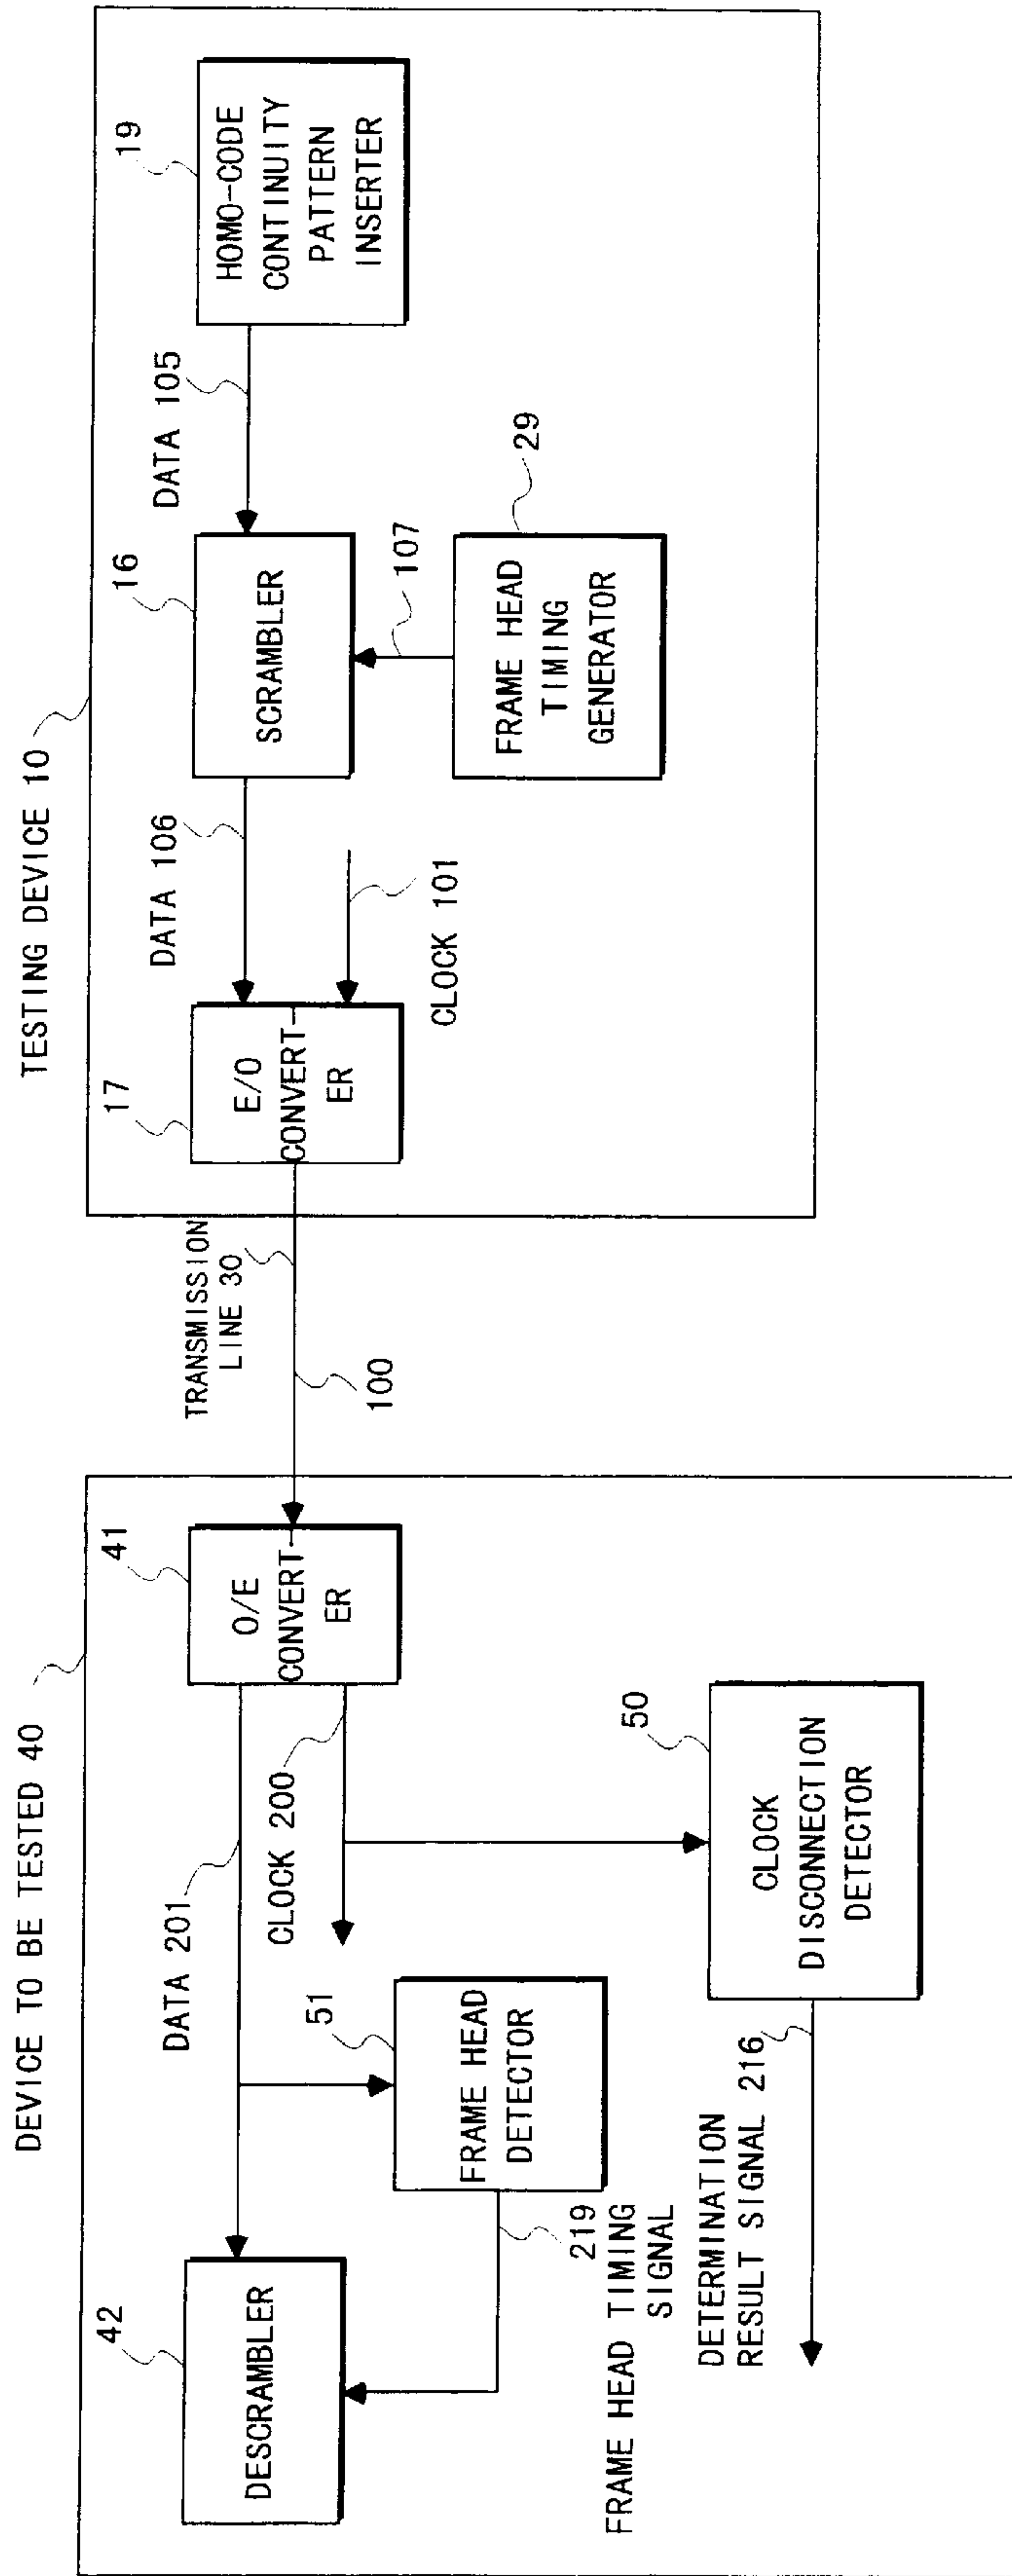 DEVICE TO BE TESTED 40
TESTING DEVICE 10
42
DESCRAMBLER
DATA 201
41
O/E
CONVERT-
ER
CLOCK 200
51
FRAME HEAD
DETECTOR
219
FRAME HEAD TIMING
SIGNAL
50
CLOCK
DISCONNECTION
DETECTOR
DETERMINATION
RESULT SIGNAL 216
TRANSMISSION
LINE 30
100
17
E/O
CONVERT-
ER
DATA 106
CLOCK 101
16
SCRAMBLER
107
FRAME HEAD
TIMING
GENERATOR
29
DATA 105
19
HOMO-CODE
CONTINUITY
PATTERN
INSERTER